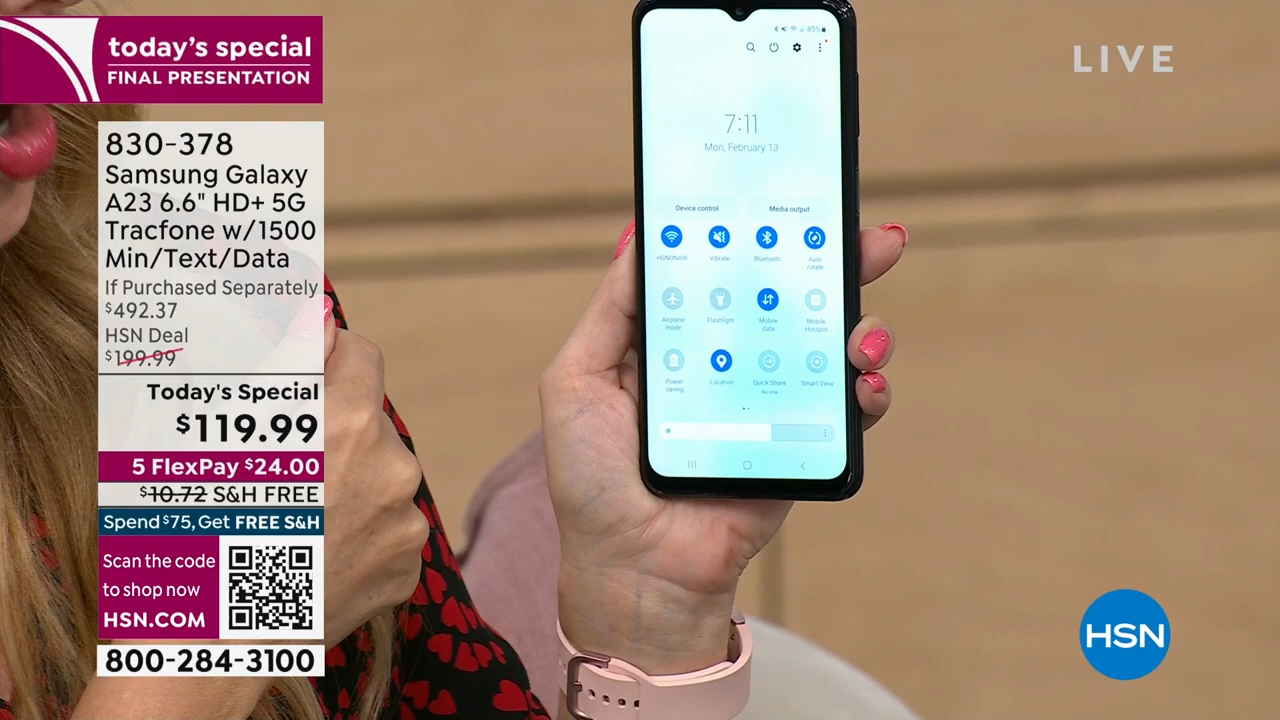 today's special
FINAL PRESENTATION
LIVE
830-378
Samsung Galaxy
A23 6.6" HD+ 5G
Tracfone w/1500
Min/Text/Data
If Purchased Separately
$492.37
HSN Deal
$199.99
Today's Special
$119.99
5 FlexPay $24.00
$10.72 S&H FREE
Spend $75, Get FREE S&H
Scan the code
to shop now
HSN.COM
800-284-3100
85%
7:11
Mon, February 13
Device control Media output
HSNONAIR Vibrate Bluetooth Auto
rotate
Airplane
mode Flashlight Mobile
data Mobile
Hotspot
Power
saving Location Quick Share
No one Smart View
HSN